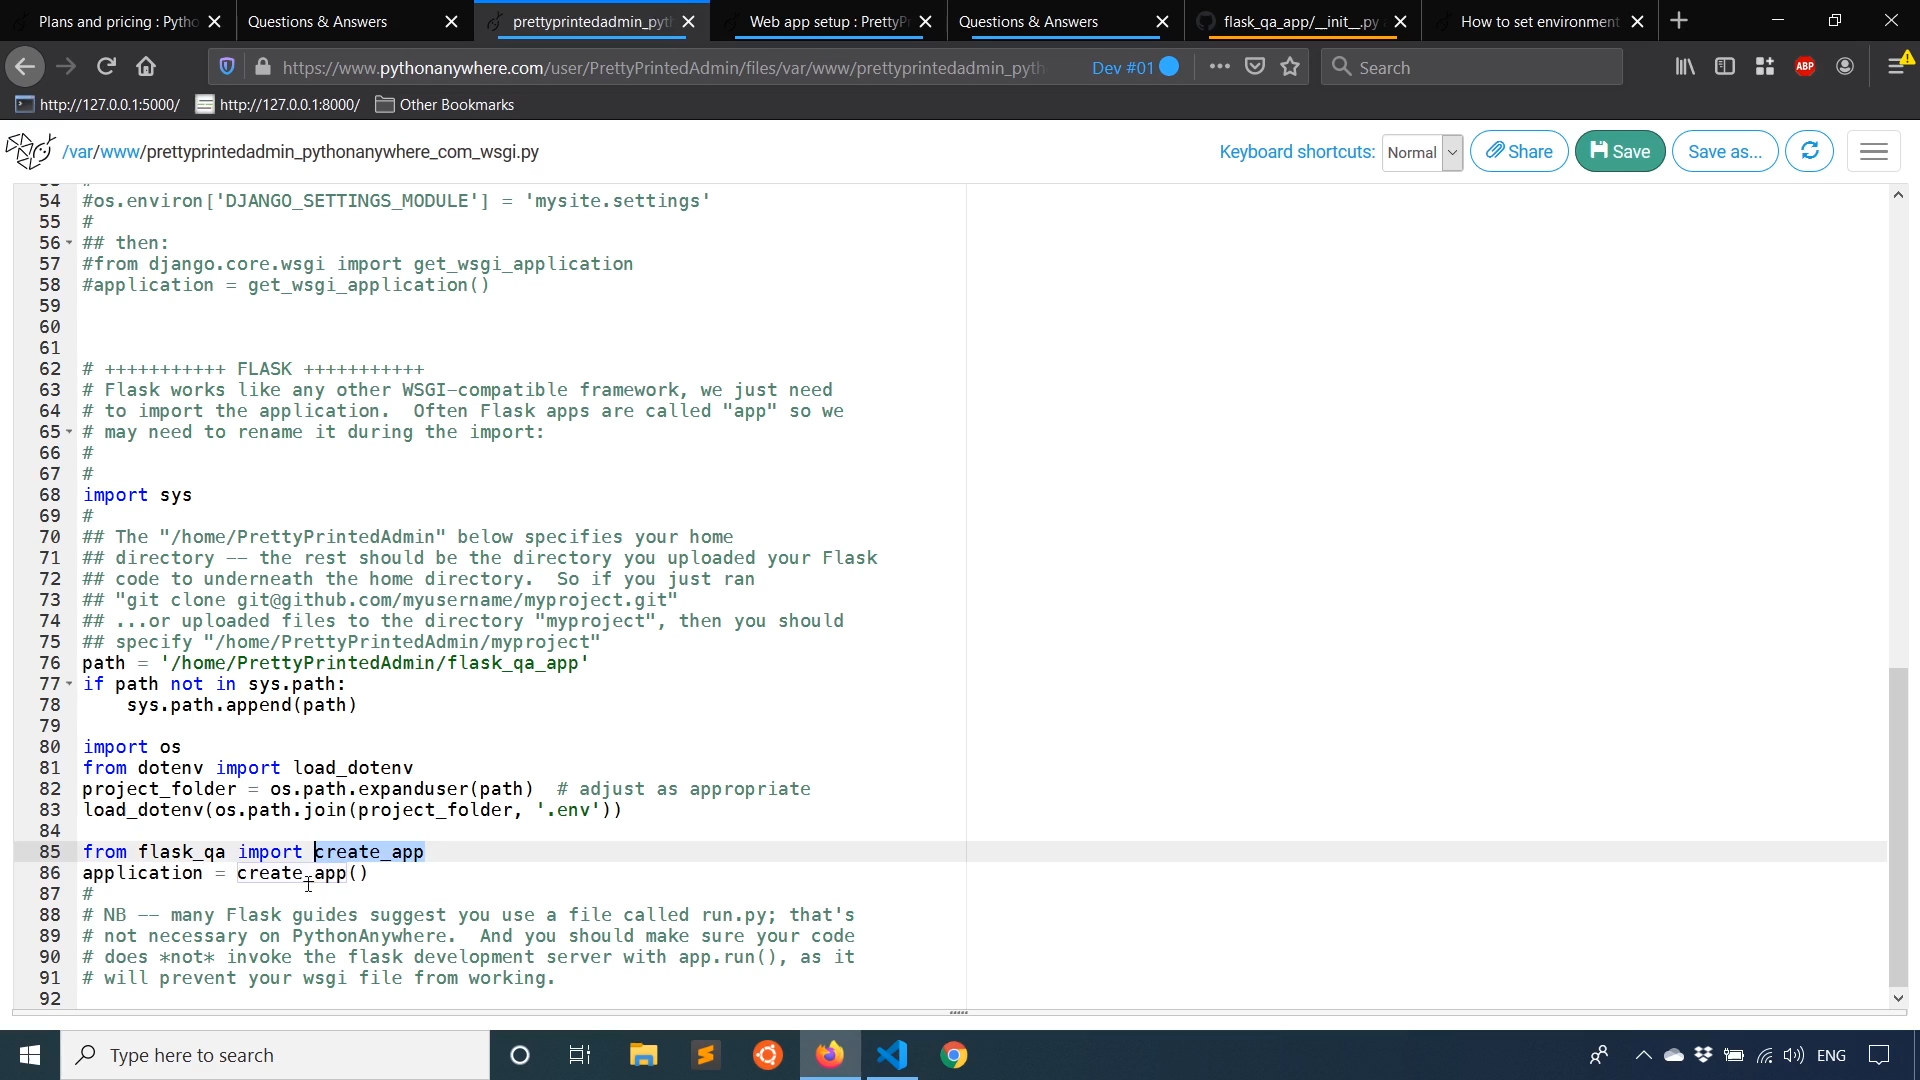 Plans and pricing : Pytho
Questions & Answers
prettyprintedadmin_pyth
Web app setup : PrettyP
Questions & Answers
flask_qa_app/__init__.py
How to set environment
https://www.pythonanywhere.com/user/PrettyPrintedAdmin/files/var/www/prettyprintedadmin_pyth
Dev #01
Search
ABP
http://127.0.0.1:5000/
http://127.0.0.1:8000/
Other Bookmarks
/var/www/prettyprintedadmin_pythonanywhere_com_wsgi.py
Keyboard shortcuts:
Normal
Share
Save
Save as...
54 #os.environ['DJANGO_SETTINGS_MODULE'] = 'mysite.settings'
55 #
56 ## then:
57 #from django.core.wsgi import get_wsgi_application
58 #application = get_wsgi_application()
59
60
61
62 # +++++++++++ FLASK +++++++++++
63 # Flask works like any other WSGI-compatible framework, we just need
64 # to import the application.  Often Flask apps are called "app" so we
65 # may need to rename it during the import:
66 #
67 #
68 import sys
69 #
70 ## The "/home/PrettyPrintedAdmin" below specifies your home
71 ## directory -- the rest should be the directory you uploaded your Flask
72 ## code to underneath the home directory.  So if you just ran
73 ## "git clone git@github.com/myusername/myproject.git"
74 ## ...or uploaded files to the directory "myproject", then you should
75 ## specify "/home/PrettyPrintedAdmin/myproject"
76 path = '/home/PrettyPrintedAdmin/flask_qa_app'
77 if path not in sys.path:
78     sys.path.append(path)
79
80 import os
81 from dotenv import load_dotenv
82 project_folder = os.path.expanduser(path)  # adjust as appropriate
83 load_dotenv(os.path.join(project_folder, '.env'))
84
85 from flask_qa import create_app
86 application = create_app()
87 #
88 # NB -- many Flask guides suggest you use a file called run.py; that's
89 # not necessary on PythonAnywhere.  And you should make sure your code
90 # does *not* invoke the flask development server with app.run(), as it
91 # will prevent your wsgi file from working.
92
Type here to search
ENG